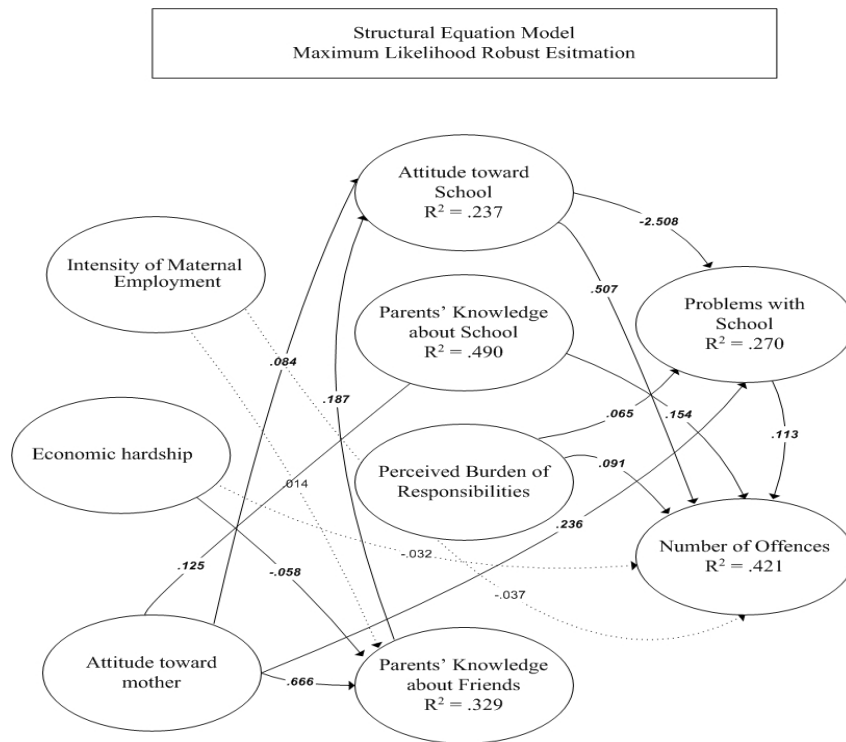 Structural Equation Model
Maximum Likelihood Robust Esitmation
Attitude toward
School
R² = .237
-2.508
Intensity of Maternal
Employment
Parents' Knowledge
about School
R² = .490
.507
Problems with
School
R² = .270
.084
.187
.065
.154
.113
Economic hardship
Perceived Burden of
Responsibilities
.091
.014
.236
-.032
Number of Offences
R² = .421
.125
-.058
-.037
Attitude toward
mother
.666
Parents' Knowledge
about Friends
R² = .329